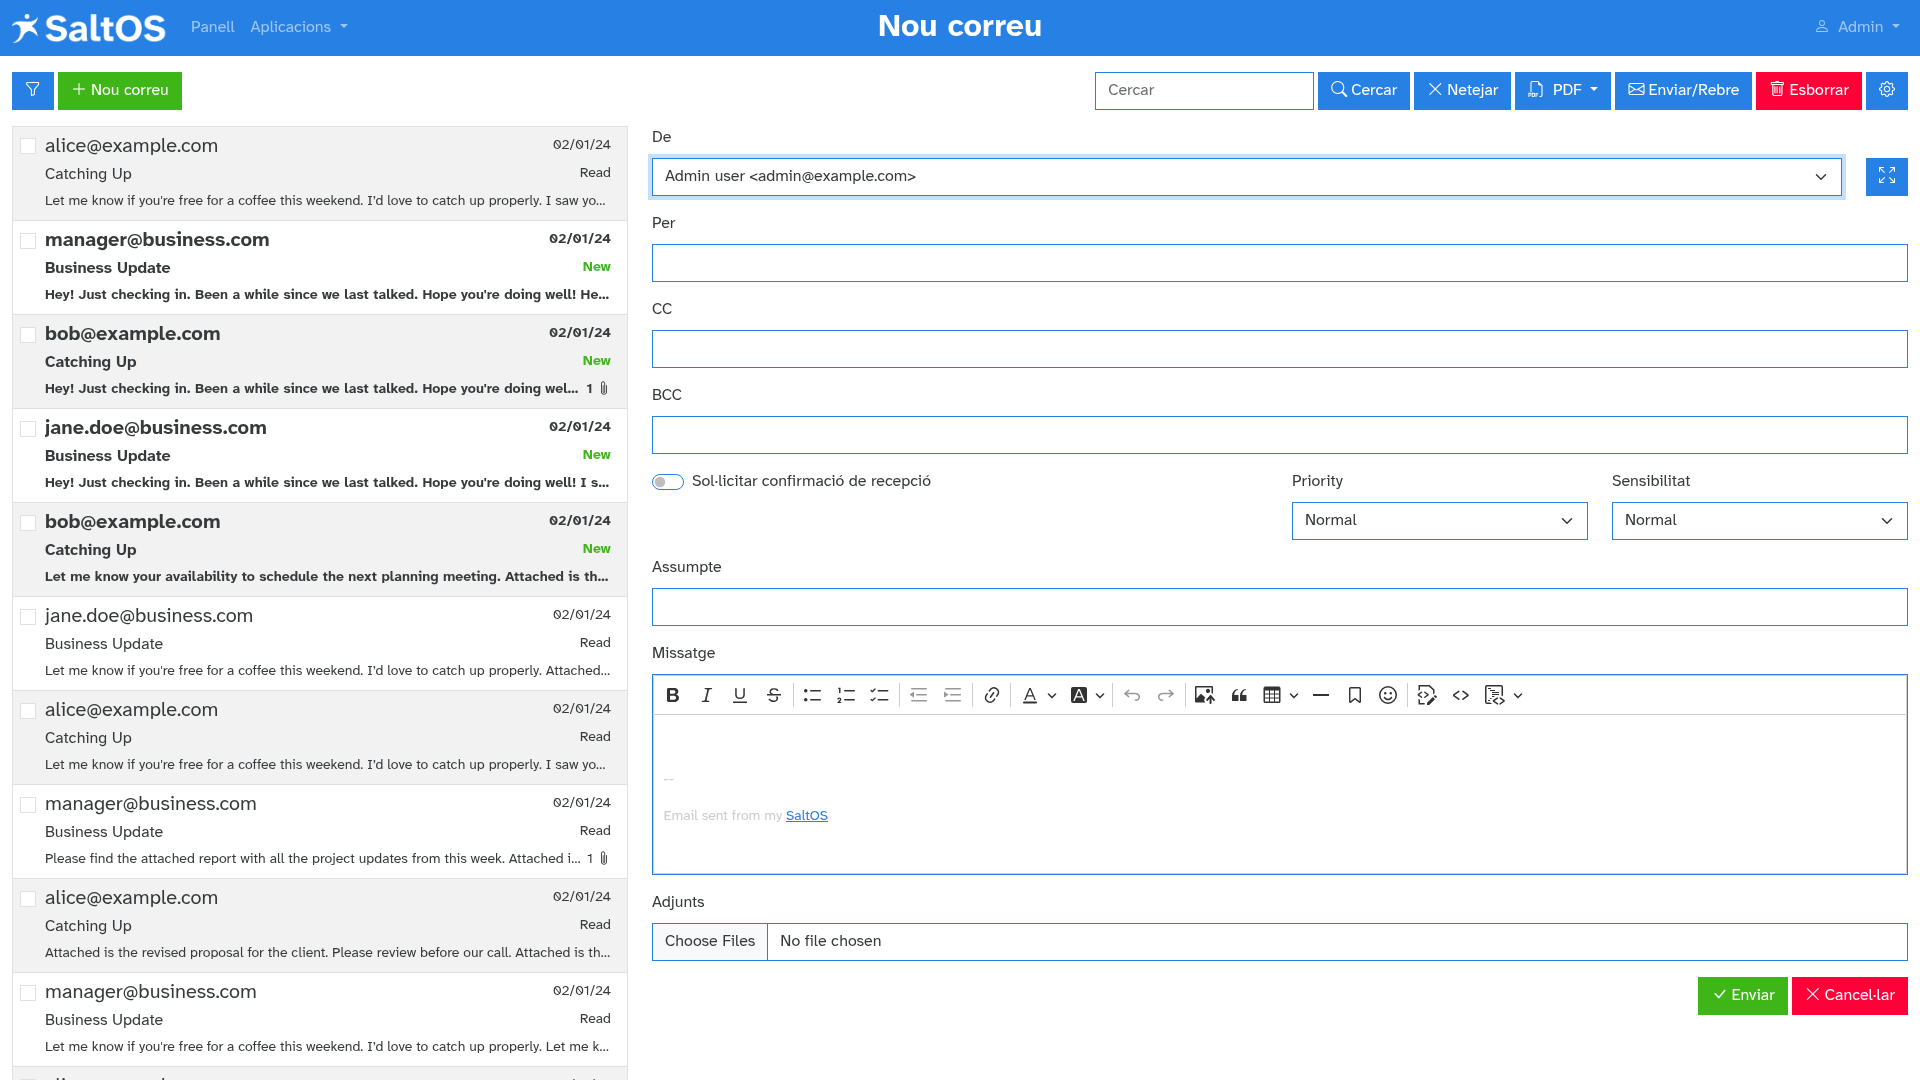 SaltOS Panell Aplicacions Nou correu Admin
Nou correu Cercar Cercar Netejar PDF Enviar/Rebre Esborrar
alice@example.com 02/01/24
Catching Up Read
Let me know if you're free for a coffee this weekend. I'd love to catch up properly. I saw yo...
manager@business.com 02/01/24
Business Update New
Hey! Just checking in. Been a while since we last talked. Hope you're doing well! He...
bob@example.com 02/01/24
Catching Up New
Hey! Just checking in. Been a while since we last talked. Hope you're doing wel... 1
jane.doe@business.com 02/01/24
Business Update New
Hey! Just checking in. Been a while since we last talked. Hope you're doing well! I s...
bob@example.com 02/01/24
Catching Up New
Let me know your availability to schedule the next planning meeting. Attached is th...
jane.doe@business.com 02/01/24
Business Update Read
Let me know if you're free for a coffee this weekend. I'd love to catch up properly. Attached...
alice@example.com 02/01/24
Catching Up Read
Let me know if you're free for a coffee this weekend. I'd love to catch up properly. I saw yo...
manager@business.com 02/01/24
Business Update Read
Please find the attached report with all the project updates from this week. Attached i... 1
alice@example.com 02/01/24
Catching Up Read
Attached is the revised proposal for the client. Please review before our call. Attached is th...
manager@business.com 02/01/24
Business Update Read
Let me know if you're free for a coffee this weekend. I'd love to catch up properly. Let me k...
De
Admin user <admin@example.com>
Per
CC
BCC
Sol·licitar confirmació de recepció
Priority
Normal
Sensibilitat
Normal
Assumpte
Missatge
--
Email sent from my SaltOS
Adjunts
Choose Files No file chosen
Enviar Cancel·lar